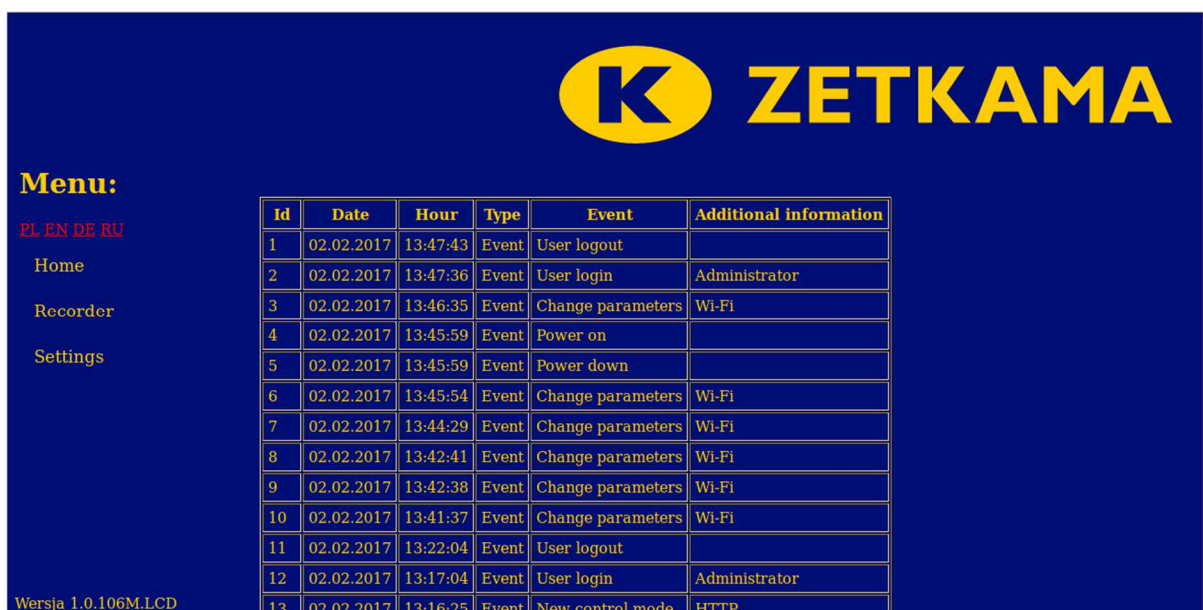 K ZETKAMA
Menu:
PL EN DE RU
Home
Recorder
Settings
Id Date Hour Type Event Additional information
1 02.02.2017 13:47:43 Event User logout
2 02.02.2017 13:47:36 Event User login Administrator
3 02.02.2017 13:46:35 Event Change parameters Wi-Fi
4 02.02.2017 13:45:59 Event Power on
5 02.02.2017 13:45:59 Event Power down
6 02.02.2017 13:45:54 Event Change parameters Wi-Fi
7 02.02.2017 13:44:29 Event Change parameters Wi-Fi
8 02.02.2017 13:42:41 Event Change parameters Wi-Fi
9 02.02.2017 13:42:38 Event Change parameters Wi-Fi
10 02.02.2017 13:41:37 Event Change parameters Wi-Fi
11 02.02.2017 13:22:04 Event User logout
12 02.02.2017 13:17:04 Event User login Administrator
13 02.02.2017 13:16:25 Event New control mode HTTP
Wersja 1.0.106M.LCD